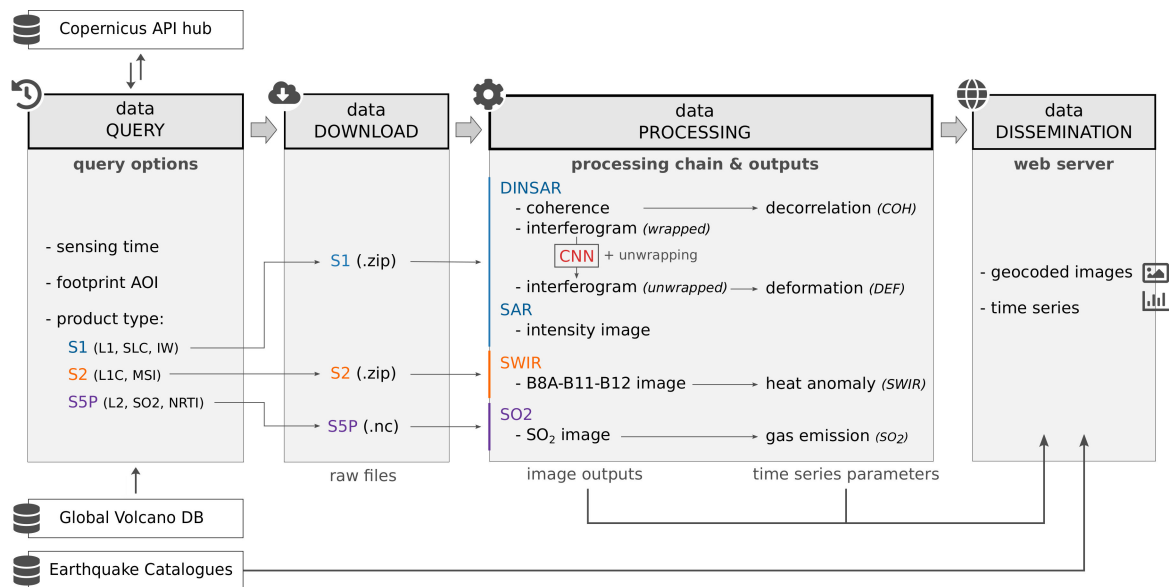 Copernicus API hub
data
QUERY
query options
- sensing time
- footprint AOI
- product type:
S1 (L1, SLC, IW)
S2 (L1C, MSI)
S5P (L2, SO2, NRTI)
Global Volcano DB
Earthquake Catalogues
data
DOWNLOAD
S1 (.zip)
S2 (.zip)
S5P (.nc)
raw files
data
PROCESSING
processing chain & outputs
DINSAR
- coherence decorrelation (COH)
- interferogram (wrapped)
CNN + unwrapping
- interferogram (unwrapped) deformation (DEF)
SAR
- intensity image
SWIR
- B8A-B11-B12 image heat anomaly (SWIR)
SO2
- SO₂ image gas emission (SO₂)
image outputs time series parameters
data
DISSEMINATION
web server
- geocoded images
- time series